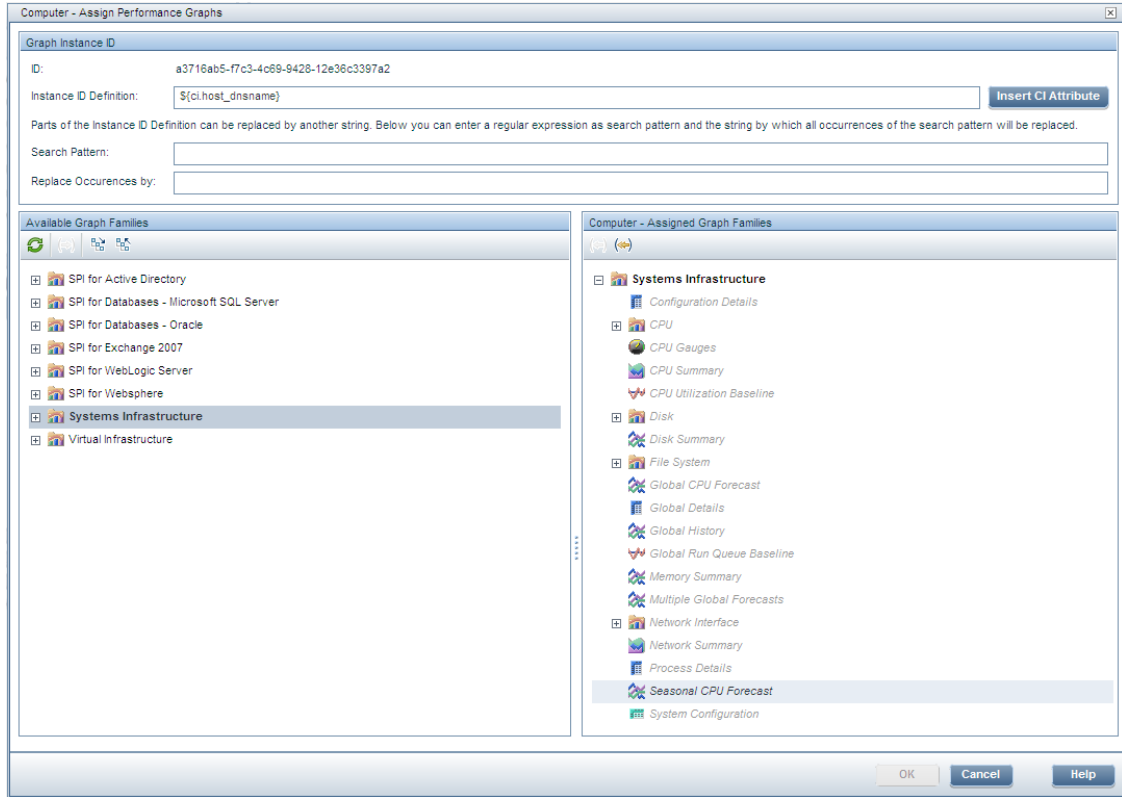 Computer - Assign Performance Graphs
Graph Instance ID
ID: a3716ab5-f7c3-4c69-9428-12e36c3397a2
Instance ID Definition: ${ci.host_dnsname} Insert CI Attribute
Parts of the Instance ID Definition can be replaced by another string. Below you can enter a regular expression as search pattern and the string by which all occurrences of the search pattern will be replaced.
Search Pattern:
Replace Occurences by:
Available Graph Families
SPI for Active Directory
SPI for Databases - Microsoft SQL Server
SPI for Databases - Oracle
SPI for Exchange 2007
SPI for WebLogic Server
SPI for Websphere
Systems Infrastructure
Virtual Infrastructure
Computer - Assigned Graph Families
Systems Infrastructure
Configuration Details
CPU
CPU Gauges
CPU Summary
CPU Utilization Baseline
Disk
Disk Summary
File System
Global CPU Forecast
Global Details
Global History
Global Run Queue Baseline
Memory Summary
Multiple Global Forecasts
Network Interface
Network Summary
Process Details
Seasonal CPU Forecast
System Configuration
OK Cancel Help